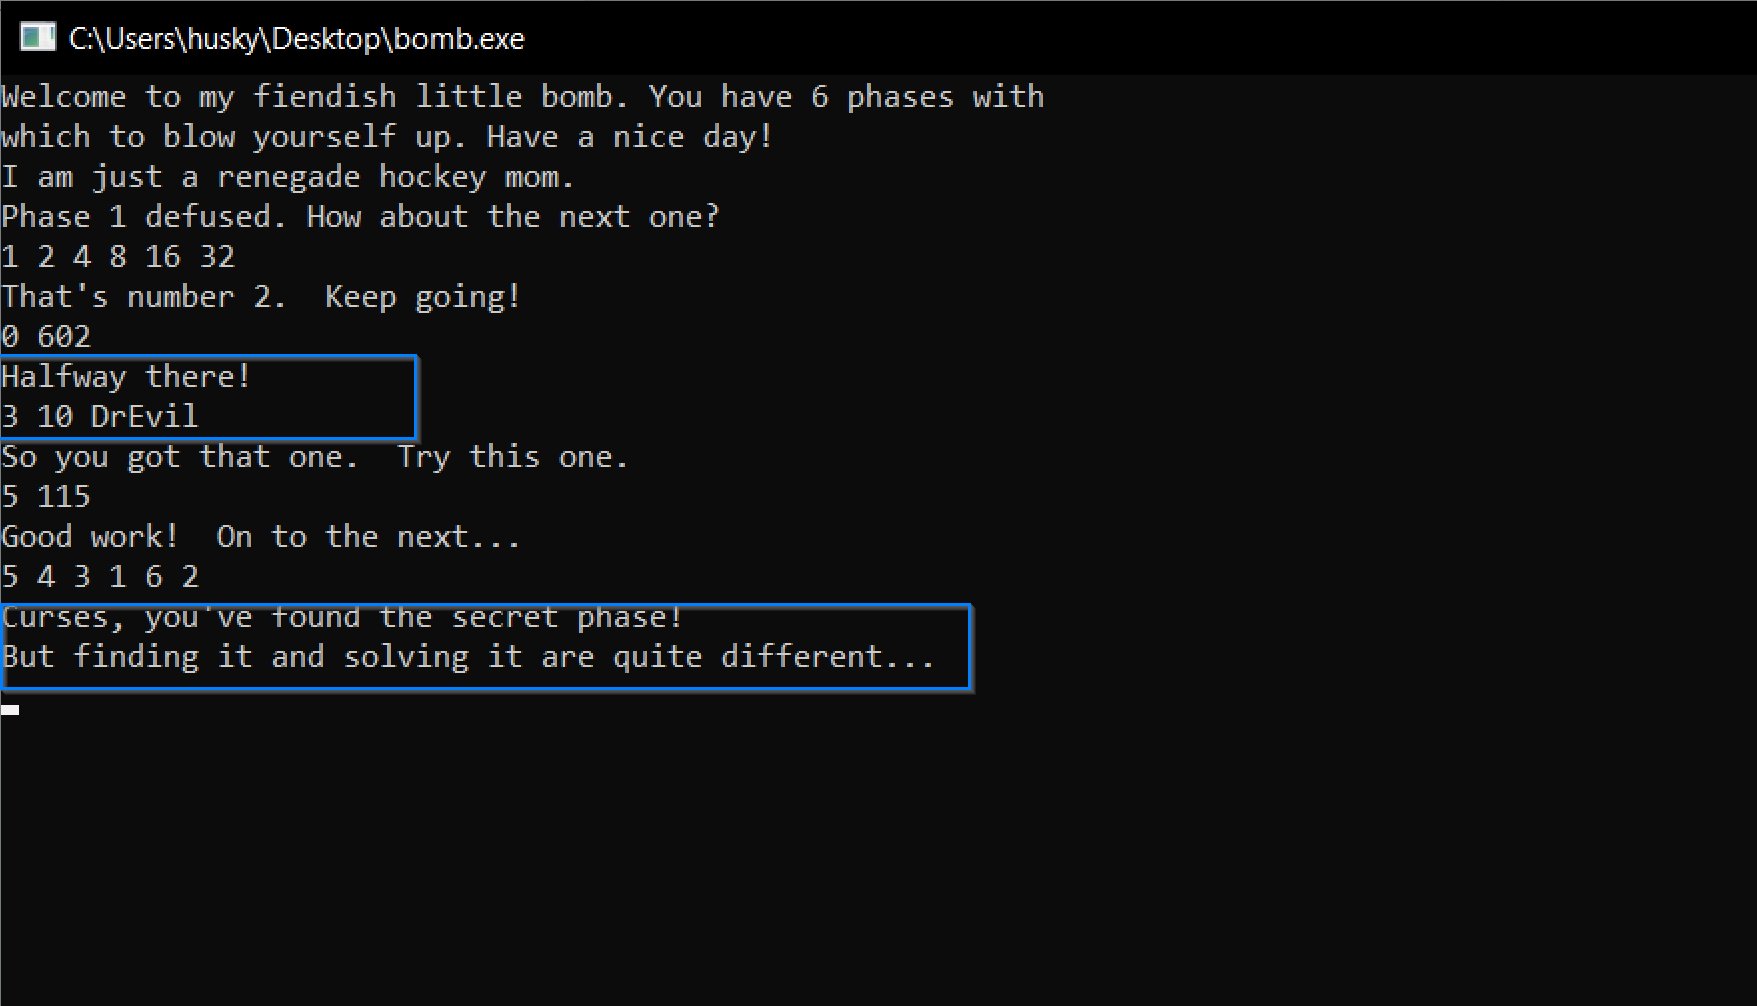 C:\Users\husky\Desktop\bomb.exe
Welcome to my fiendish little bomb. You have 6 phases with
which to blow yourself up. Have a nice day!
I am just a renegade hockey mom.
Phase 1 defused. How about the next one?
1 2 4 8 16 32
That's number 2.  Keep going!
0 602
Halfway there!
3 10 DrEvil
So you got that one.  Try this one.
5 115
Good work!  On to the next...
5 4 3 1 6 2
Curses, you've found the secret phase!
But finding it and solving it are quite different...